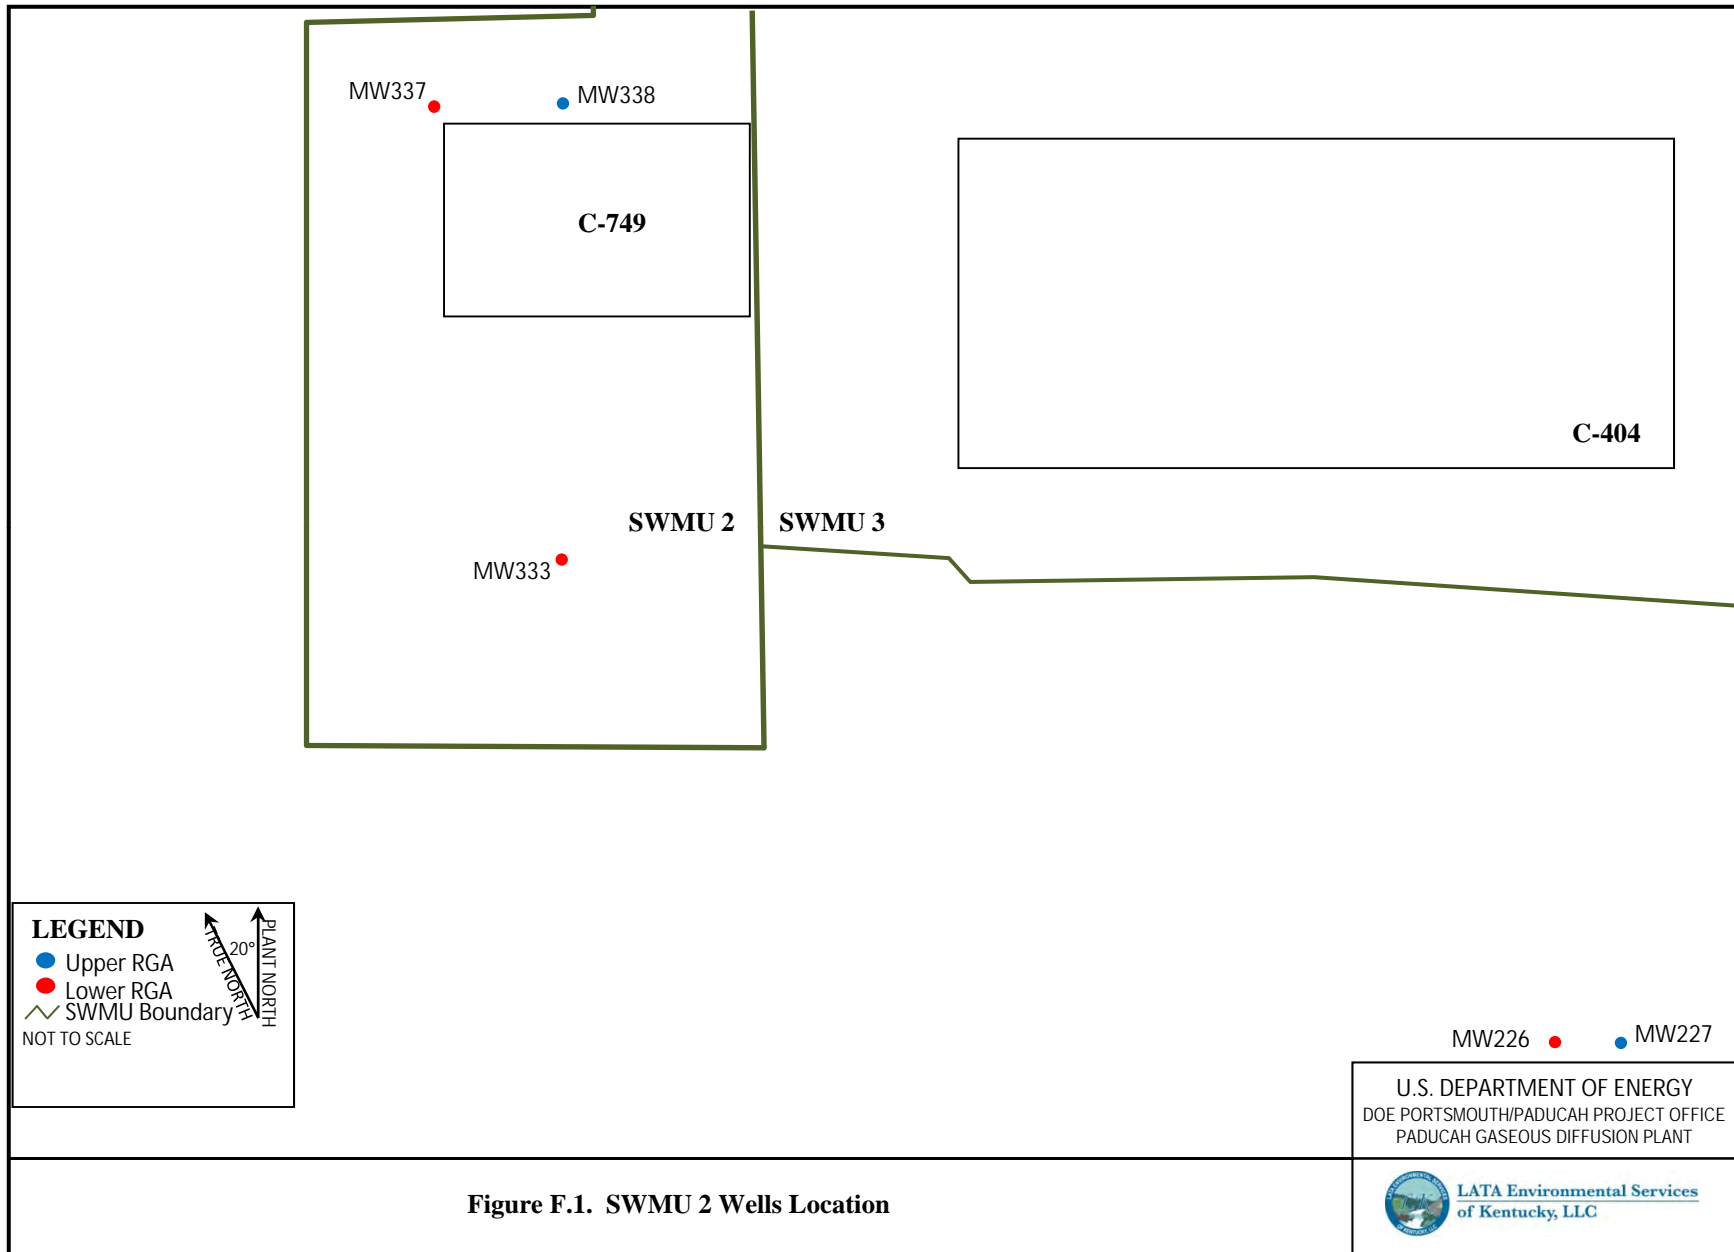 MW337
MW338
C-749
C-404
SWMU 2
SWMU 3
MW333
LEGEND
Upper RGA
Lower RGA
SWMU Boundary
NOT TO SCALE
TRUE NORTH
20°
PLANT NORTH
MW226
MW227
U.S. DEPARTMENT OF ENERGY
DOE PORTSMOUTH/PADUCAH PROJECT OFFICE
PADUCAH GASEOUS DIFFUSION PLANT
Figure F.1. SWMU 2 Wells Location
LATA Environmental Services
of Kentucky, LLC